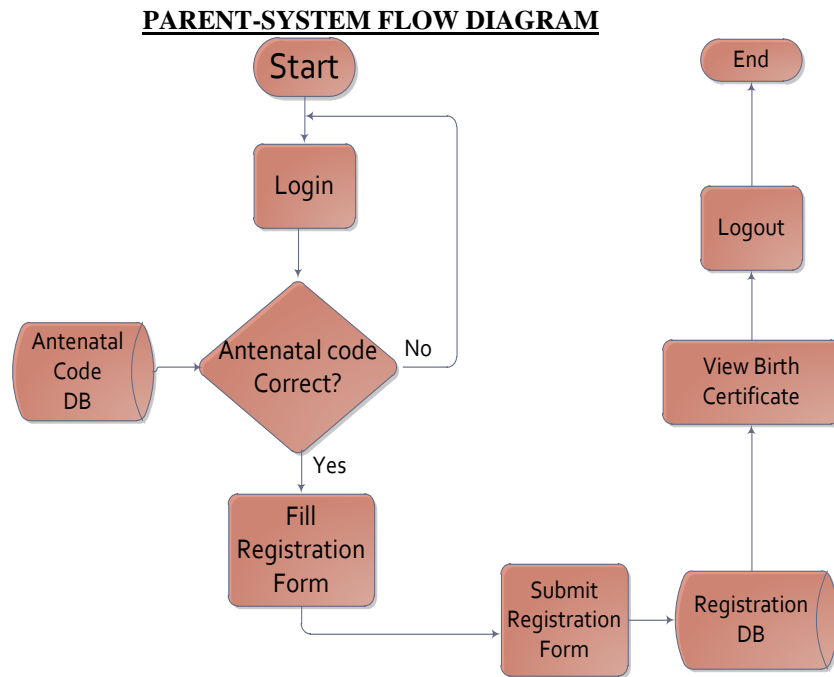 PARENT-SYSTEM FLOW DIAGRAM
Start
Login
Antenatal
Code
DB
Antenatal code
Correct?
No
Yes
Fill
Registration
Form
Submit
Registration
Form
Registration
DB
View Birth
Certificate
Logout
End